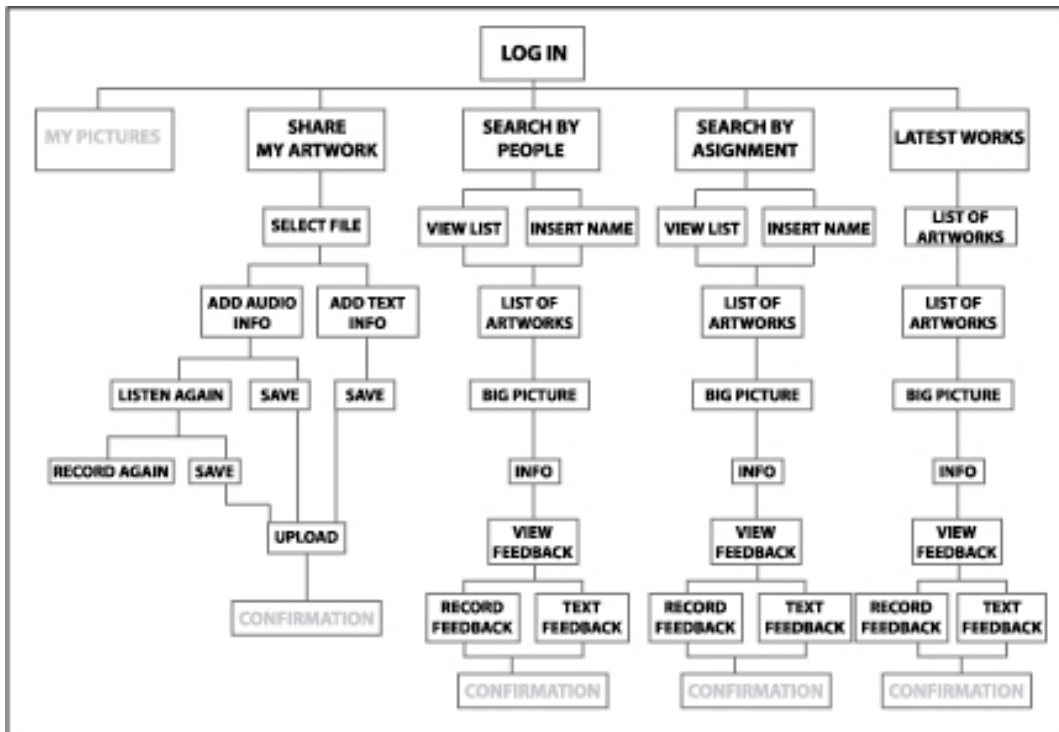 LOG IN
MY PICTURES
SHARE
MY ARTWORK
SEARCH BY
PEOPLE
SEARCH BY
ASIGNMENT
LATEST WORKS
SELECT FILE
VIEW LIST
INSERT NAME
VIEW LIST
INSERT NAME
LIST OF
ARTWORKS
ADD AUDIO
INFO
ADD TEXT
INFO
LIST OF
ARTWORKS
LIST OF
ARTWORKS
LIST OF
ARTWORKS
LISTEN AGAIN
SAVE
SAVE
BIG PICTURE
BIG PICTURE
BIG PICTURE
RECORD AGAIN
SAVE
INFO
INFO
INFO
UPLOAD
VIEW
FEEDBACK
VIEW
FEEDBACK
VIEW
FEEDBACK
CONFIRMATION
RECORD
FEEDBACK
TEXT
FEEDBACK
RECORD
FEEDBACK
TEXT
FEEDBACK
RECORD
FEEDBACK
TEXT
FEEDBACK
CONFIRMATION
CONFIRMATION
CONFIRMATION